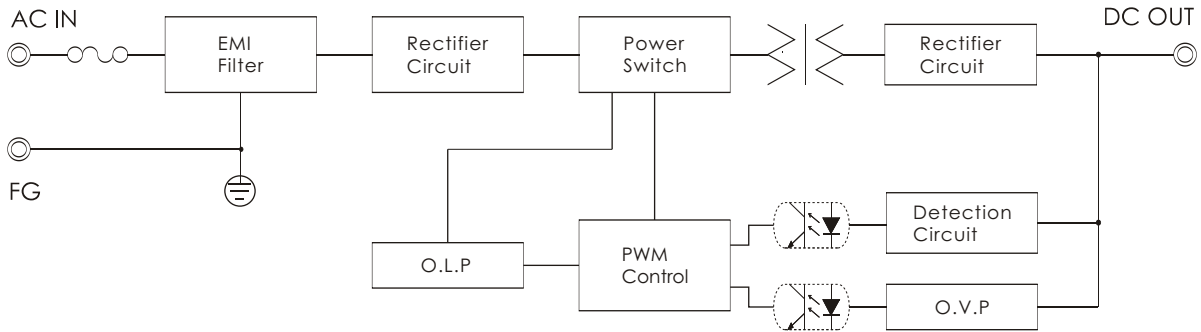 AC IN
DC OUT
EMI
Filter
Rectifier
Circuit
Power
Switch
Rectifier
Circuit
FG
O.L.P
PWM
Control
Detection
Circuit
O.V.P